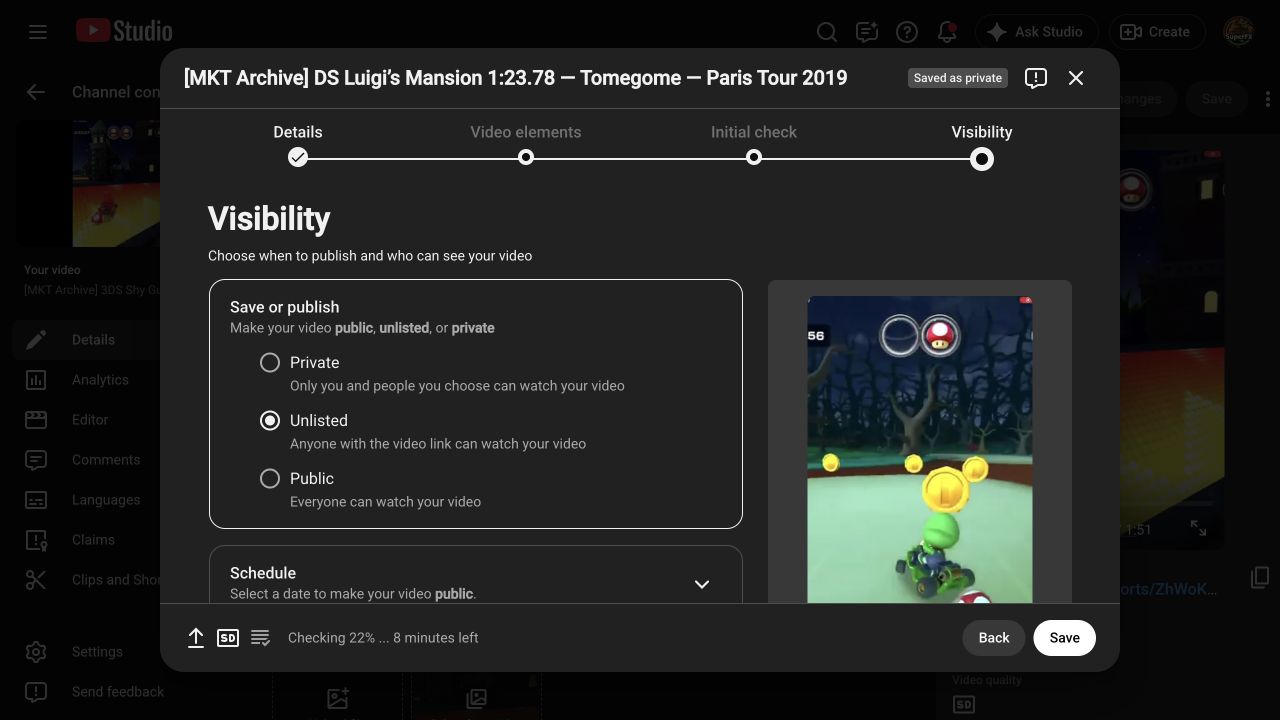 Studio
Ask Studio
Create
[MKT Archive] DS Luigi's Mansion 1:23.78 — Tomegome — Paris Tour 2019
Saved as private
Channel con
anges
Save
Details
Video elements
Initial check
Visibility
Visibility
Choose when to publish and who can see your video
Save or publish
Make your video public, unlisted, or private
Private
Only you and people you choose can watch your video
Unlisted
Anyone with the video link can watch your video
Public
Everyone can watch your video
Schedule
Select a date to make your video public.
56
Your video
[MKT Archive] 3DS Shy Gu
Details
Analytics
Editor
Comments
Languages
Claims
Clips and Shor
Settings
Send feedback
1:51
orts/ZhWoK...
SD
Checking 22% ... 8 minutes left
Back
Save
Video quality
SD